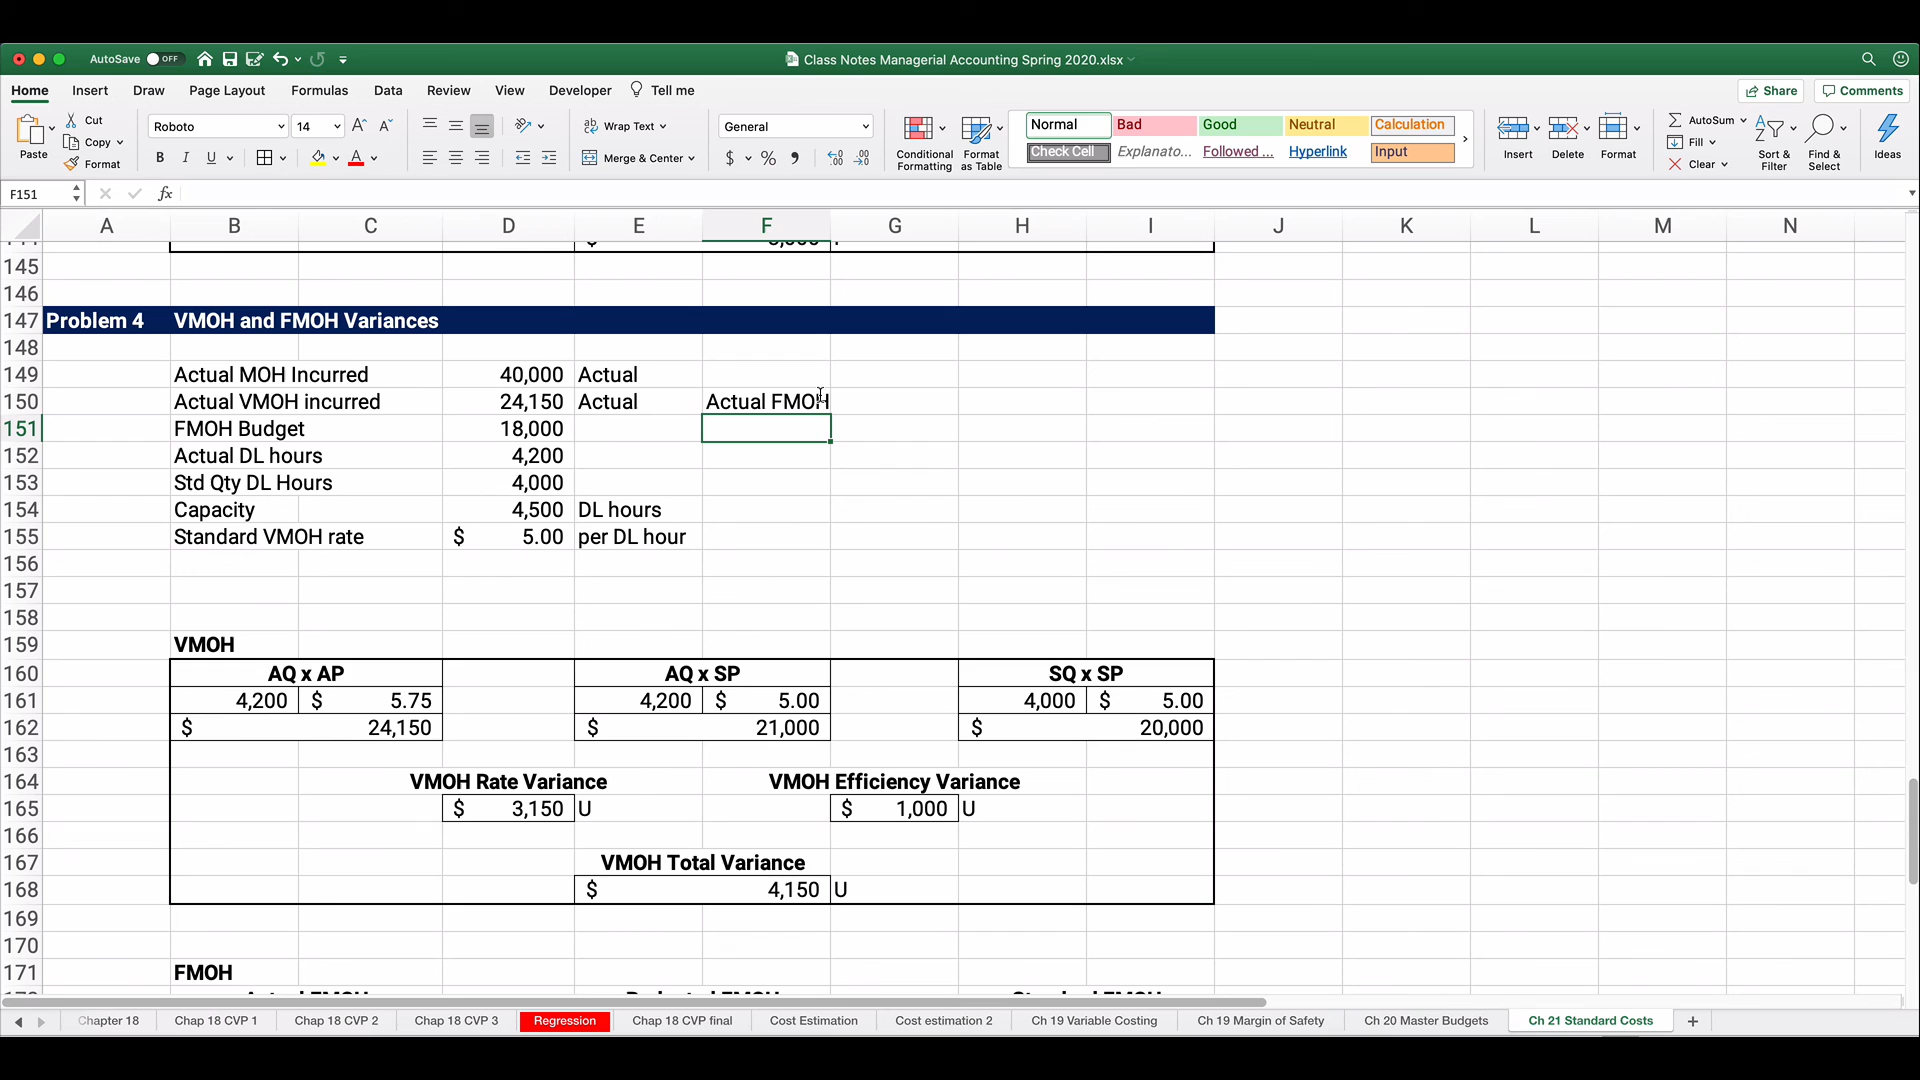 AutoSave OFF Class Notes Managerial Accounting Spring 2020.xlsx
Home Insert Draw Page Layout Formulas Data Review View Developer Tell me Share Comments
Paste Cut Copy Format
Roboto 14 A A
B I U A
Wrap Text
Merge & Center
General
$ %
Conditional Formatting
Format as Table
Normal Bad Good Neutral Calculation
Check Cell Explanato... Followed ... Hyperlink Input
Insert Delete Format
AutoSum
Fill
Clear
Sort & Filter
Find & Select
Ideas
F151 fx
A B C D E F G H I J K L M N
145
146
147 Problem 4 VMOH and FMOH Variances
148
149 Actual MOH Incurred 40,000 Actual
150 Actual VMOH incurred 24,150 Actual Actual FMOH
151 FMOH Budget 18,000
152 Actual DL hours 4,200
153 Std Qty DL Hours 4,000
154 Capacity 4,500 DL hours
155 Standard VMOH rate $ 5.00 per DL hour
156
157
158
159 VMOH
160 AQ x AP AQ x SP SQ x SP
161 4,200 $ 5.75 4,200 $ 5.00 4,000 $ 5.00
162 $ 24,150 $ 21,000 $ 20,000
163
164 VMOH Rate Variance VMOH Efficiency Variance
165 $ 3,150 U $ 1,000 U
166
167 VMOH Total Variance
168 $ 4,150 U
169
170
171 FMOH
Chapter 18 Chap 18 CVP 1 Chap 18 CVP 2 Chap 18 CVP 3 Regression Chap 18 CVP final Cost Estimation Cost estimation 2 Ch 19 Variable Costing Ch 19 Margin of Safety Ch 20 Master Budgets Ch 21 Standard Costs +